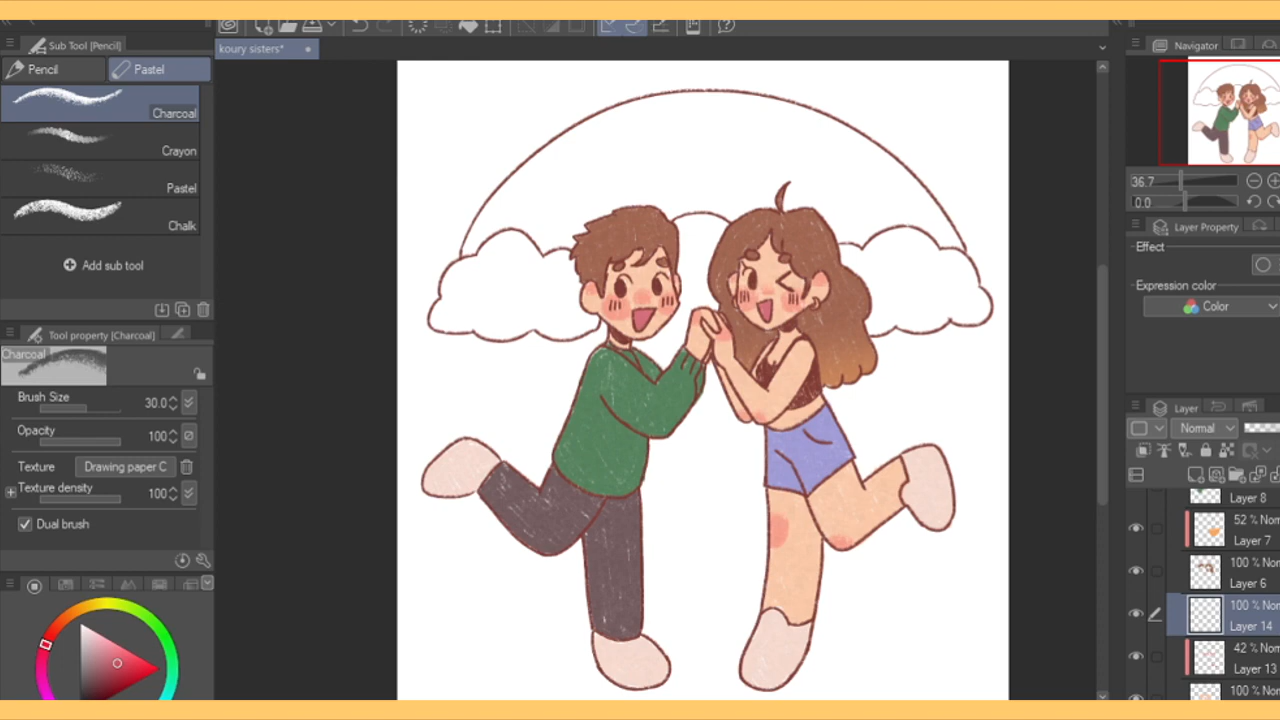 Sub Tool [Pencil]
Pencil
Pastel
Charcoal
Crayon
Pastel
Chalk
Add sub tool
Tool property [Charcoal]
Charcoal
Brush Size 30.0
Opacity 100
Texture Drawing paper C
Texture density 100
Dual brush
koury sisters*
Navigator
36.7
0.0
Layer Property
Effect
Expression color
Color
Layer
Normal
Layer 8
52 % Nor
Layer 7
100 % Nor
Layer 6
100 % Nor
Layer 14
42 % Nor
Layer 13
100 % Nor